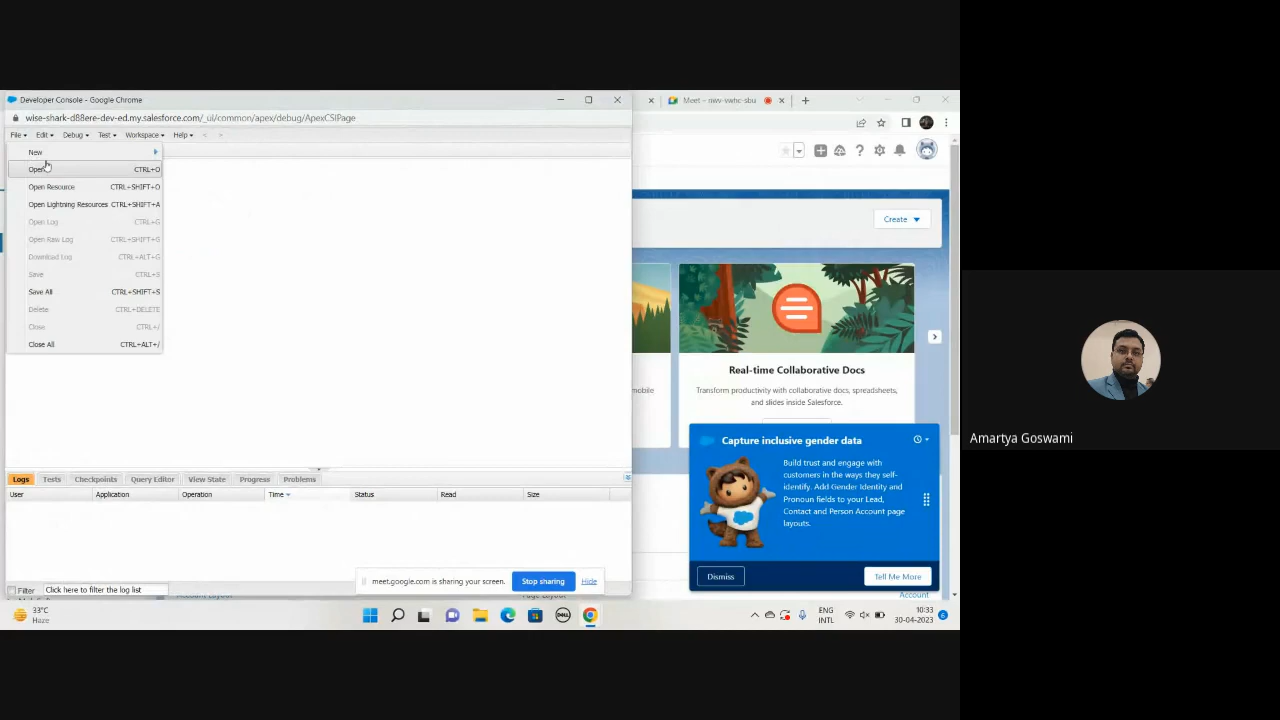 Developer Console - Google Chrome
wise-shark-d88ere-dev-ed.my.salesforce.com/_ui/common/apex/debug/ApexCSIPage
File Edit Debug Test Workspace Help < >
New
Open CTRL+O
Open Resource CTRL+SHIFT+O
Open Lightning Resources CTRL+SHIFT+A
Open Log CTRL+G
Open Raw Log CTRL+SHIFT+G
Download Log CTRL+ALT+G
Save CTRL+S
Save All CTRL+SHIFT+S
Delete CTRL+DELETE
Close CTRL+/
Close All CTRL+ALT+/
Logs Tests Checkpoints Query Editor View State Progress Problems
User Application Operation Time Status Read Size
Filter Click here to filter the log list
meet.google.com is sharing your screen. Stop sharing Hide
Meet – nwv-vwhc-sbu
Create
Real-time Collaborative Docs
Transform productivity with collaborative docs, spreadsheets,
and slides inside Salesforce.
mobile
Capture inclusive gender data
Build trust and engage with
customers in the ways they self-
identify. Add Gender Identity and
Pronoun fields to your Lead,
Contact and Person Account page
layouts.
Dismiss Tell Me More
Account
33°C
Haze
ENG
INTL
10:33
30-04-2023
6
Amartya Goswami